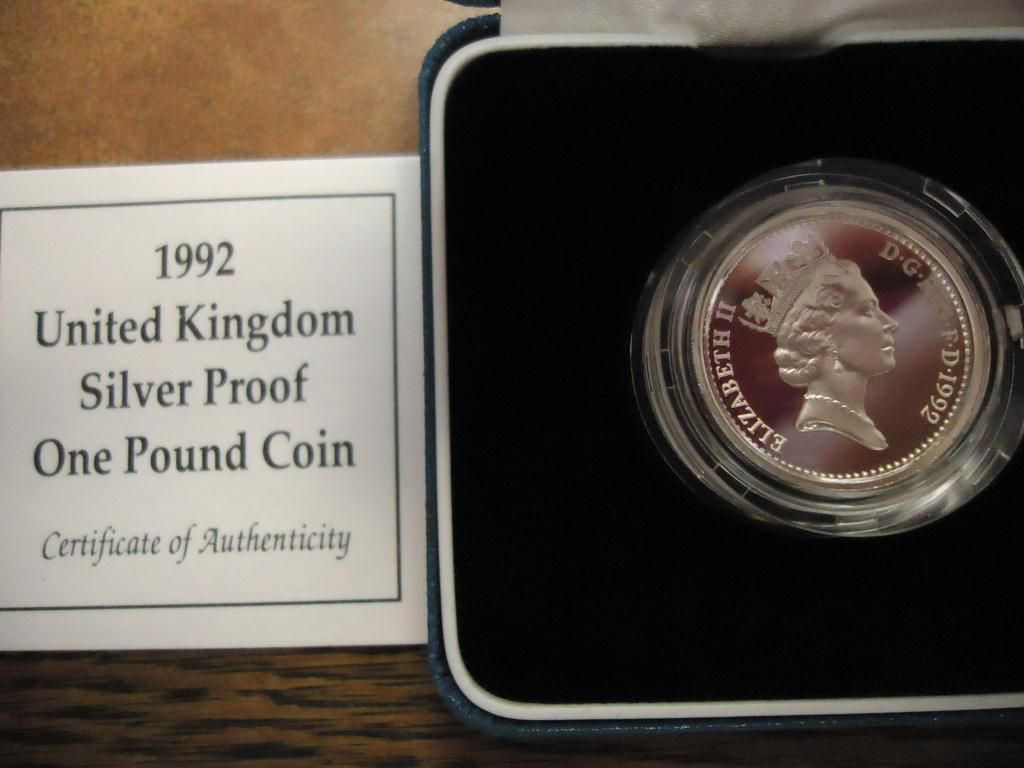 1992
United Kingdom
Silver Proof
One Pound Coin
Certificate of Authenticity
ELIZABETH II
D·G· F·D·1992